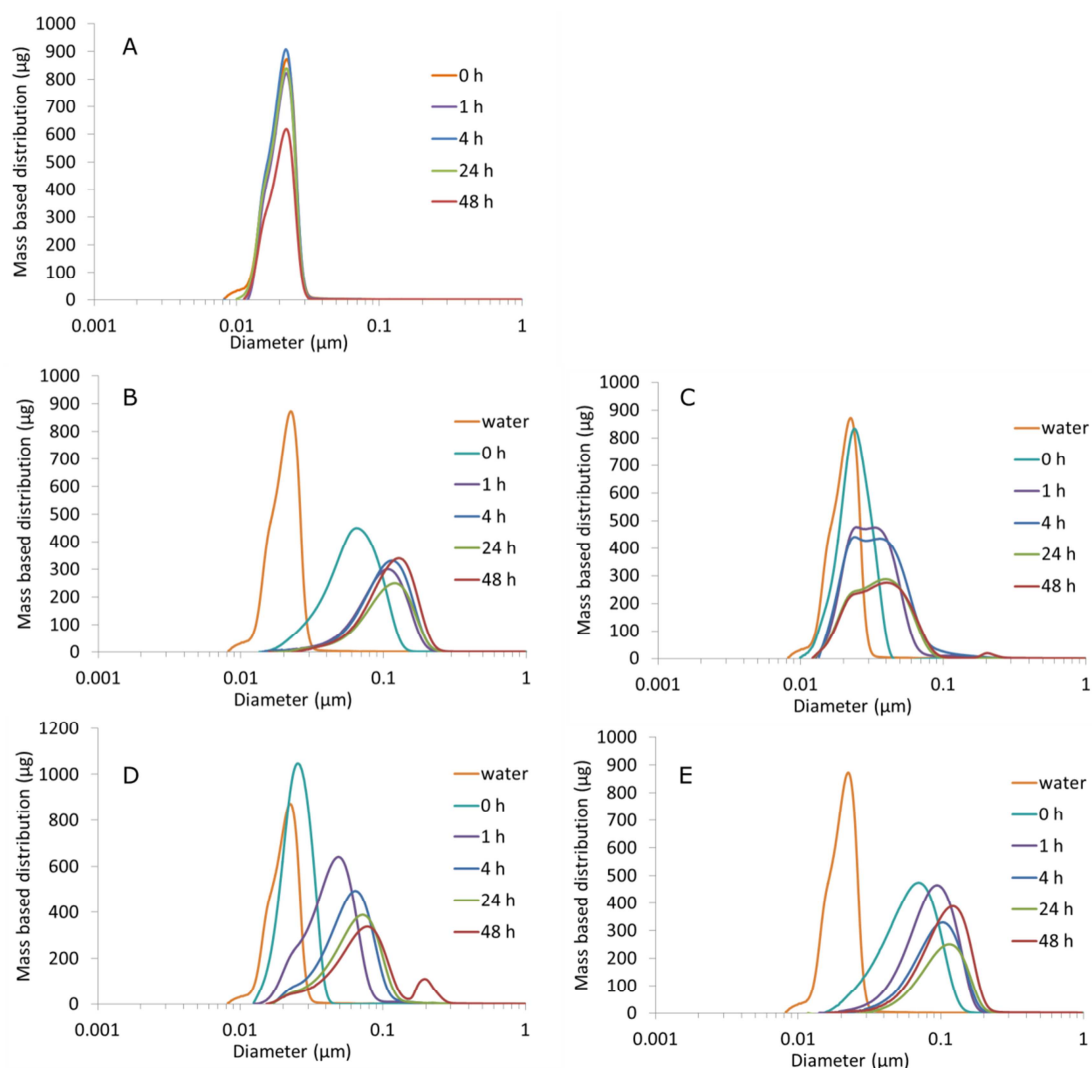 A
Mass based distribution (µg)
1000
900
800
700
600
500
400
300
200
100
0
0.001
0.01
0.1
1
Diameter (µm)
0 h
1 h
4 h
24 h
48 h
B
Mass based distribution (µg)
1000
900
800
700
600
500
400
300
200
100
0
0.001
0.01
0.1
1
Diameter (µm)
water
0 h
1 h
4 h
24 h
48 h
C
Mass based distribution (µg)
1000
900
800
700
600
500
400
300
200
100
0
0.001
0.01
0.1
1
Diameter (µm)
water
0 h
1 h
4 h
24 h
48 h
D
Mass based distribution (µg)
1200
1000
800
600
400
200
0
0.001
0.01
0.1
1
Diameter (µm)
water
0 h
1 h
4 h
24 h
48 h
E
Mass based distribution (µg)
1000
900
800
700
600
500
400
300
200
100
0
0.001
0.01
0.1
1
Diameter (µm)
water
0 h
1 h
4 h
24 h
48 h